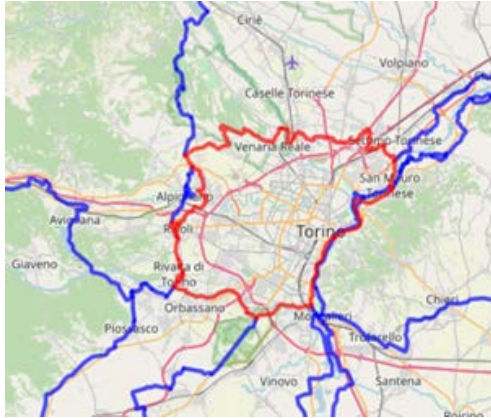 Ciriè
Volpiano
Caselle Torinese
Settimo Torinese
Venaria Reale
San Mauro
Torinese
Alpignano
Avigliana
Rivoli
Torino
Giaveno
Rivalta di
Torino
Orbassano
Chieri
Moncalieri
Piossasco
Trofarello
Vinovo
Santena
Poirino